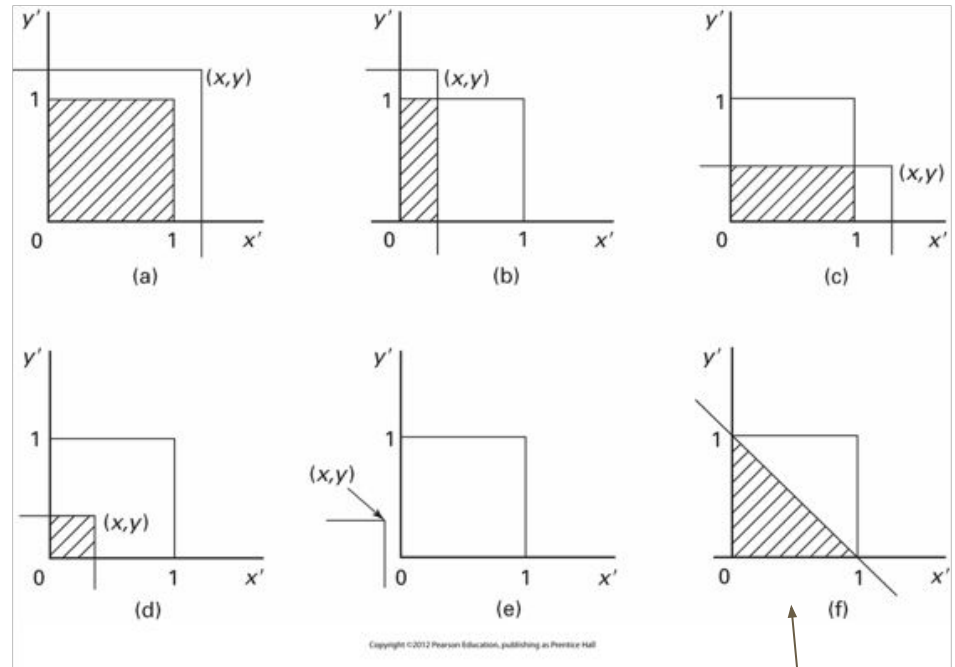 y′ y′ y′
(x,y) (x,y)
1 1 1
(x,y)
0 1 x′ 0 1 x′ 0 1 x′
(a) (b) (c)
y′ y′ y′
1 1 1
(x,y)
(x,y)
0 1 x′ 0 1 x′ 0 1 x′
(d) (e) (f)
Copyright ©2012 Pearson Education, publishing as Prentice Hall